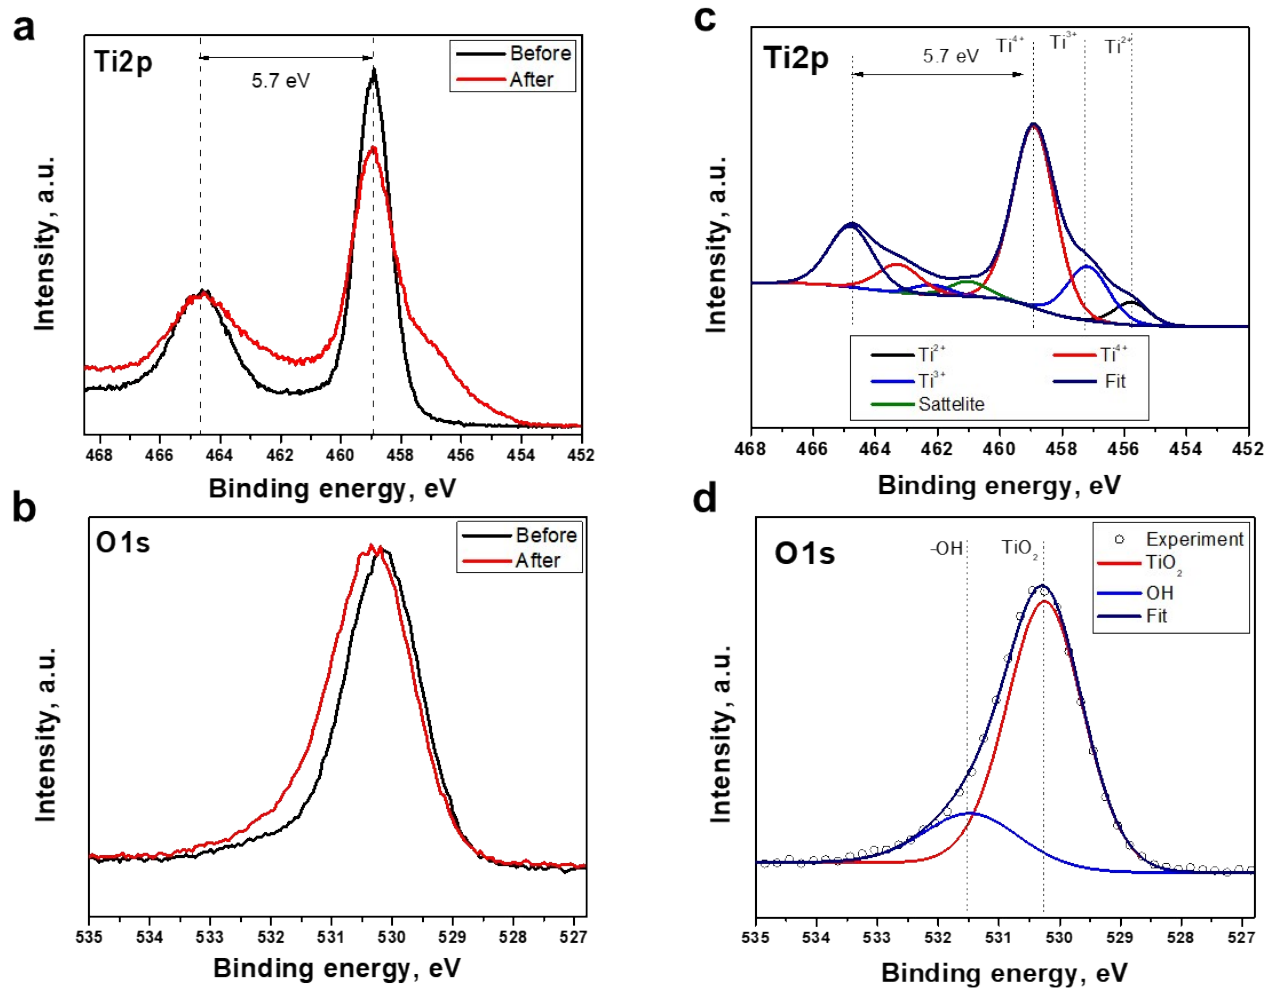 a
Ti2p
5.7 eV
Before
After
Intensity, a.u.
468 466 464 462 460 458 456 454 452
Binding energy, eV
c
Ti2p
5.7 eV
Ti4+
Ti3+
Ti2+
Intensity, a.u.
Ti2+
Ti4+
Ti3+
Fit
Sattelite
468 466 464 462 460 458 456 454 452
Binding energy, eV
b
O1s
Before
After
Intensity, a.u.
535 534 533 532 531 530 529 528 527
Binding energy, eV
d
O1s
-OH
TiO2
Experiment
TiO2
OH
Fit
Intensity, a.u.
535 534 533 532 531 530 529 528 527
Binding energy, eV